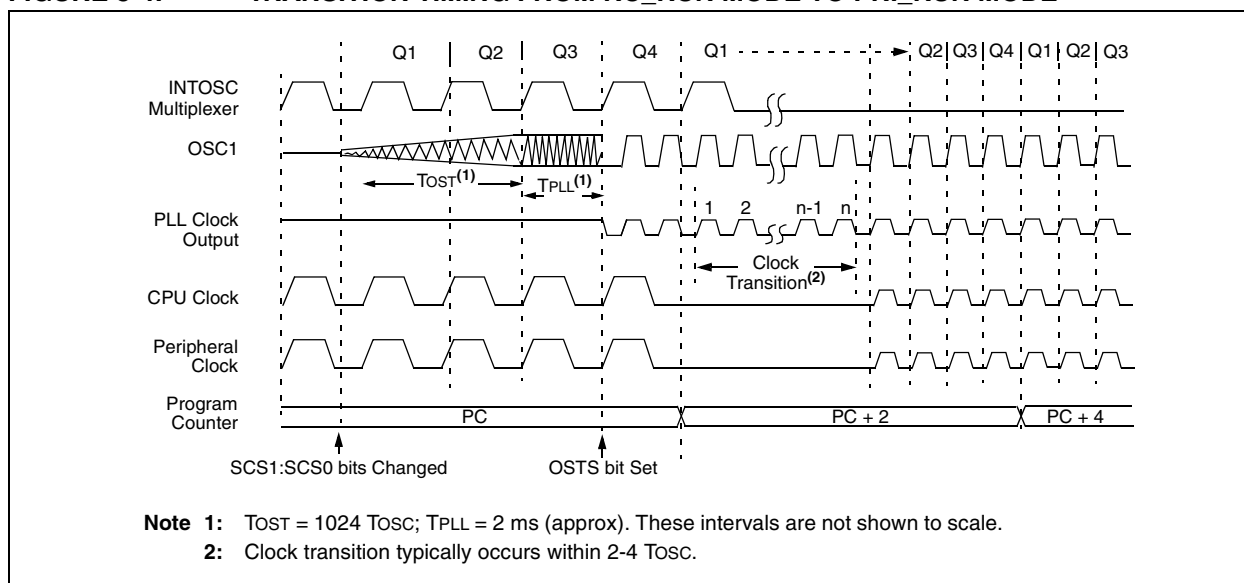 Q1 Q2 Q3 Q4 Q1 Q2 Q3 Q4 Q1 Q2 Q3
INTOSC
Multiplexer
OSC1
TOST(1) TPLL(1)
1 2 n-1 n
PLL Clock
Output
Clock
Transition(2)
CPU Clock
Peripheral
Clock
Program
Counter
PC PC + 2 PC + 4
SCS1:SCS0 bits Changed OSTS bit Set
Note 1: TOST = 1024 TOSC; TPLL = 2 ms (approx). These intervals are not shown to scale.
2: Clock transition typically occurs within 2-4 TOSC.